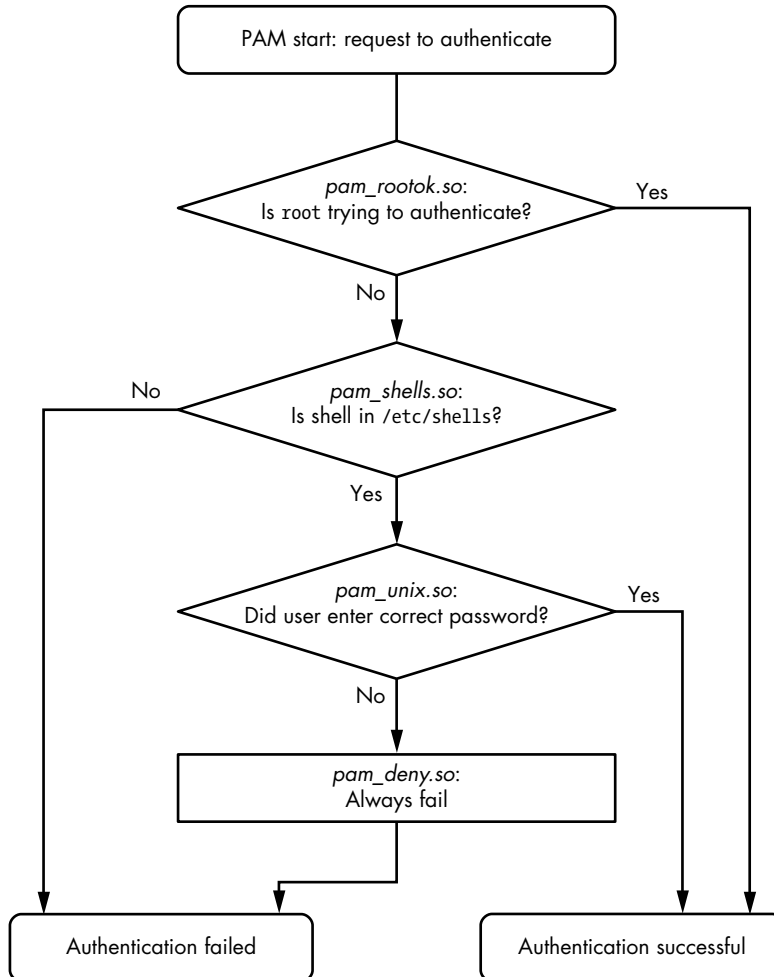 PAM start: request to authenticate
pam_rootok.so:
Is root trying to authenticate?
Yes
No
No
pam_shells.so:
Is shell in /etc/shells?
Yes
pam_unix.so:
Did user enter correct password?
Yes
No
pam_deny.so:
Always fail
Authentication failed
Authentication successful